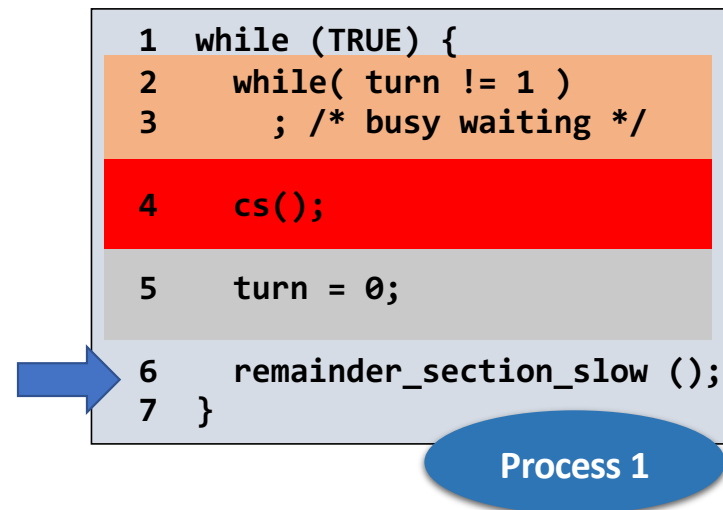 1 while (TRUE) {
2 while( turn != 1 )
3 ; /* busy waiting */
4 cs();
5 turn = 0;
6 remainder_section_slow ();
7 }
Process 1